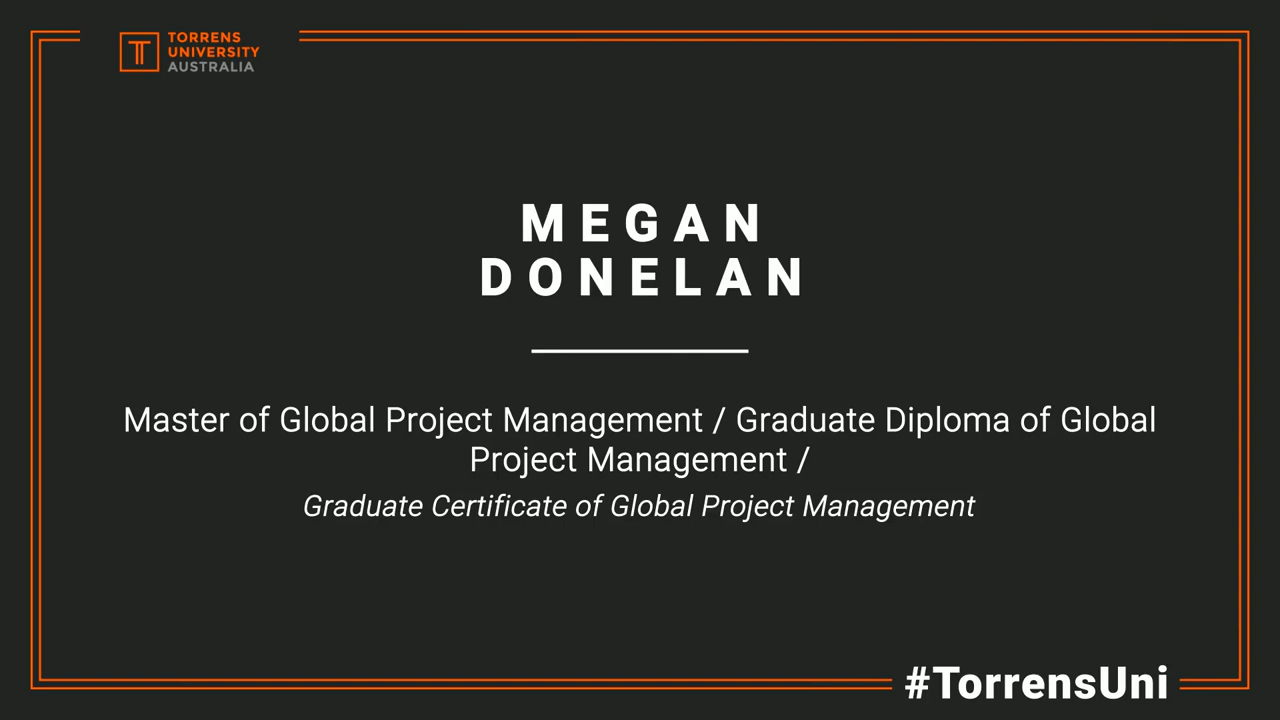 TORRENS
UNIVERSITY
AUSTRALIA
MEGAN
DONELAN
Master of Global Project Management / Graduate Diploma of Global
Project Management /
Graduate Certificate of Global Project Management
#TorrensUni